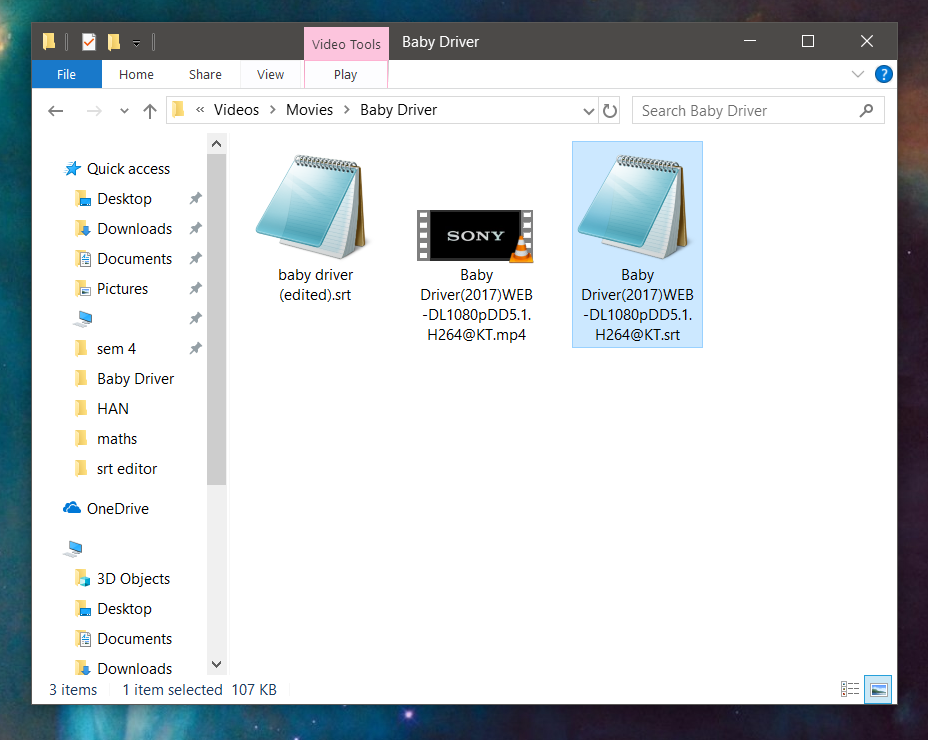 Video Tools
Baby Driver
File
Home
Share
View
Play
?
« Videos > Movies > Baby Driver
Search Baby Driver
Quick access
Desktop
Downloads
Documents
Pictures
sem 4
Baby Driver
HAN
maths
srt editor
OneDrive
3D Objects
Desktop
Documents
Downloads
baby driver
(edited).srt
SONY
Baby
Driver(2017)WEB
-DL1080pDD5.1.
H264@KT.mp4
Baby
Driver(2017)WEB
-DL1080pDD5.1.
H264@KT.srt
3 items
1 item selected 107 KB